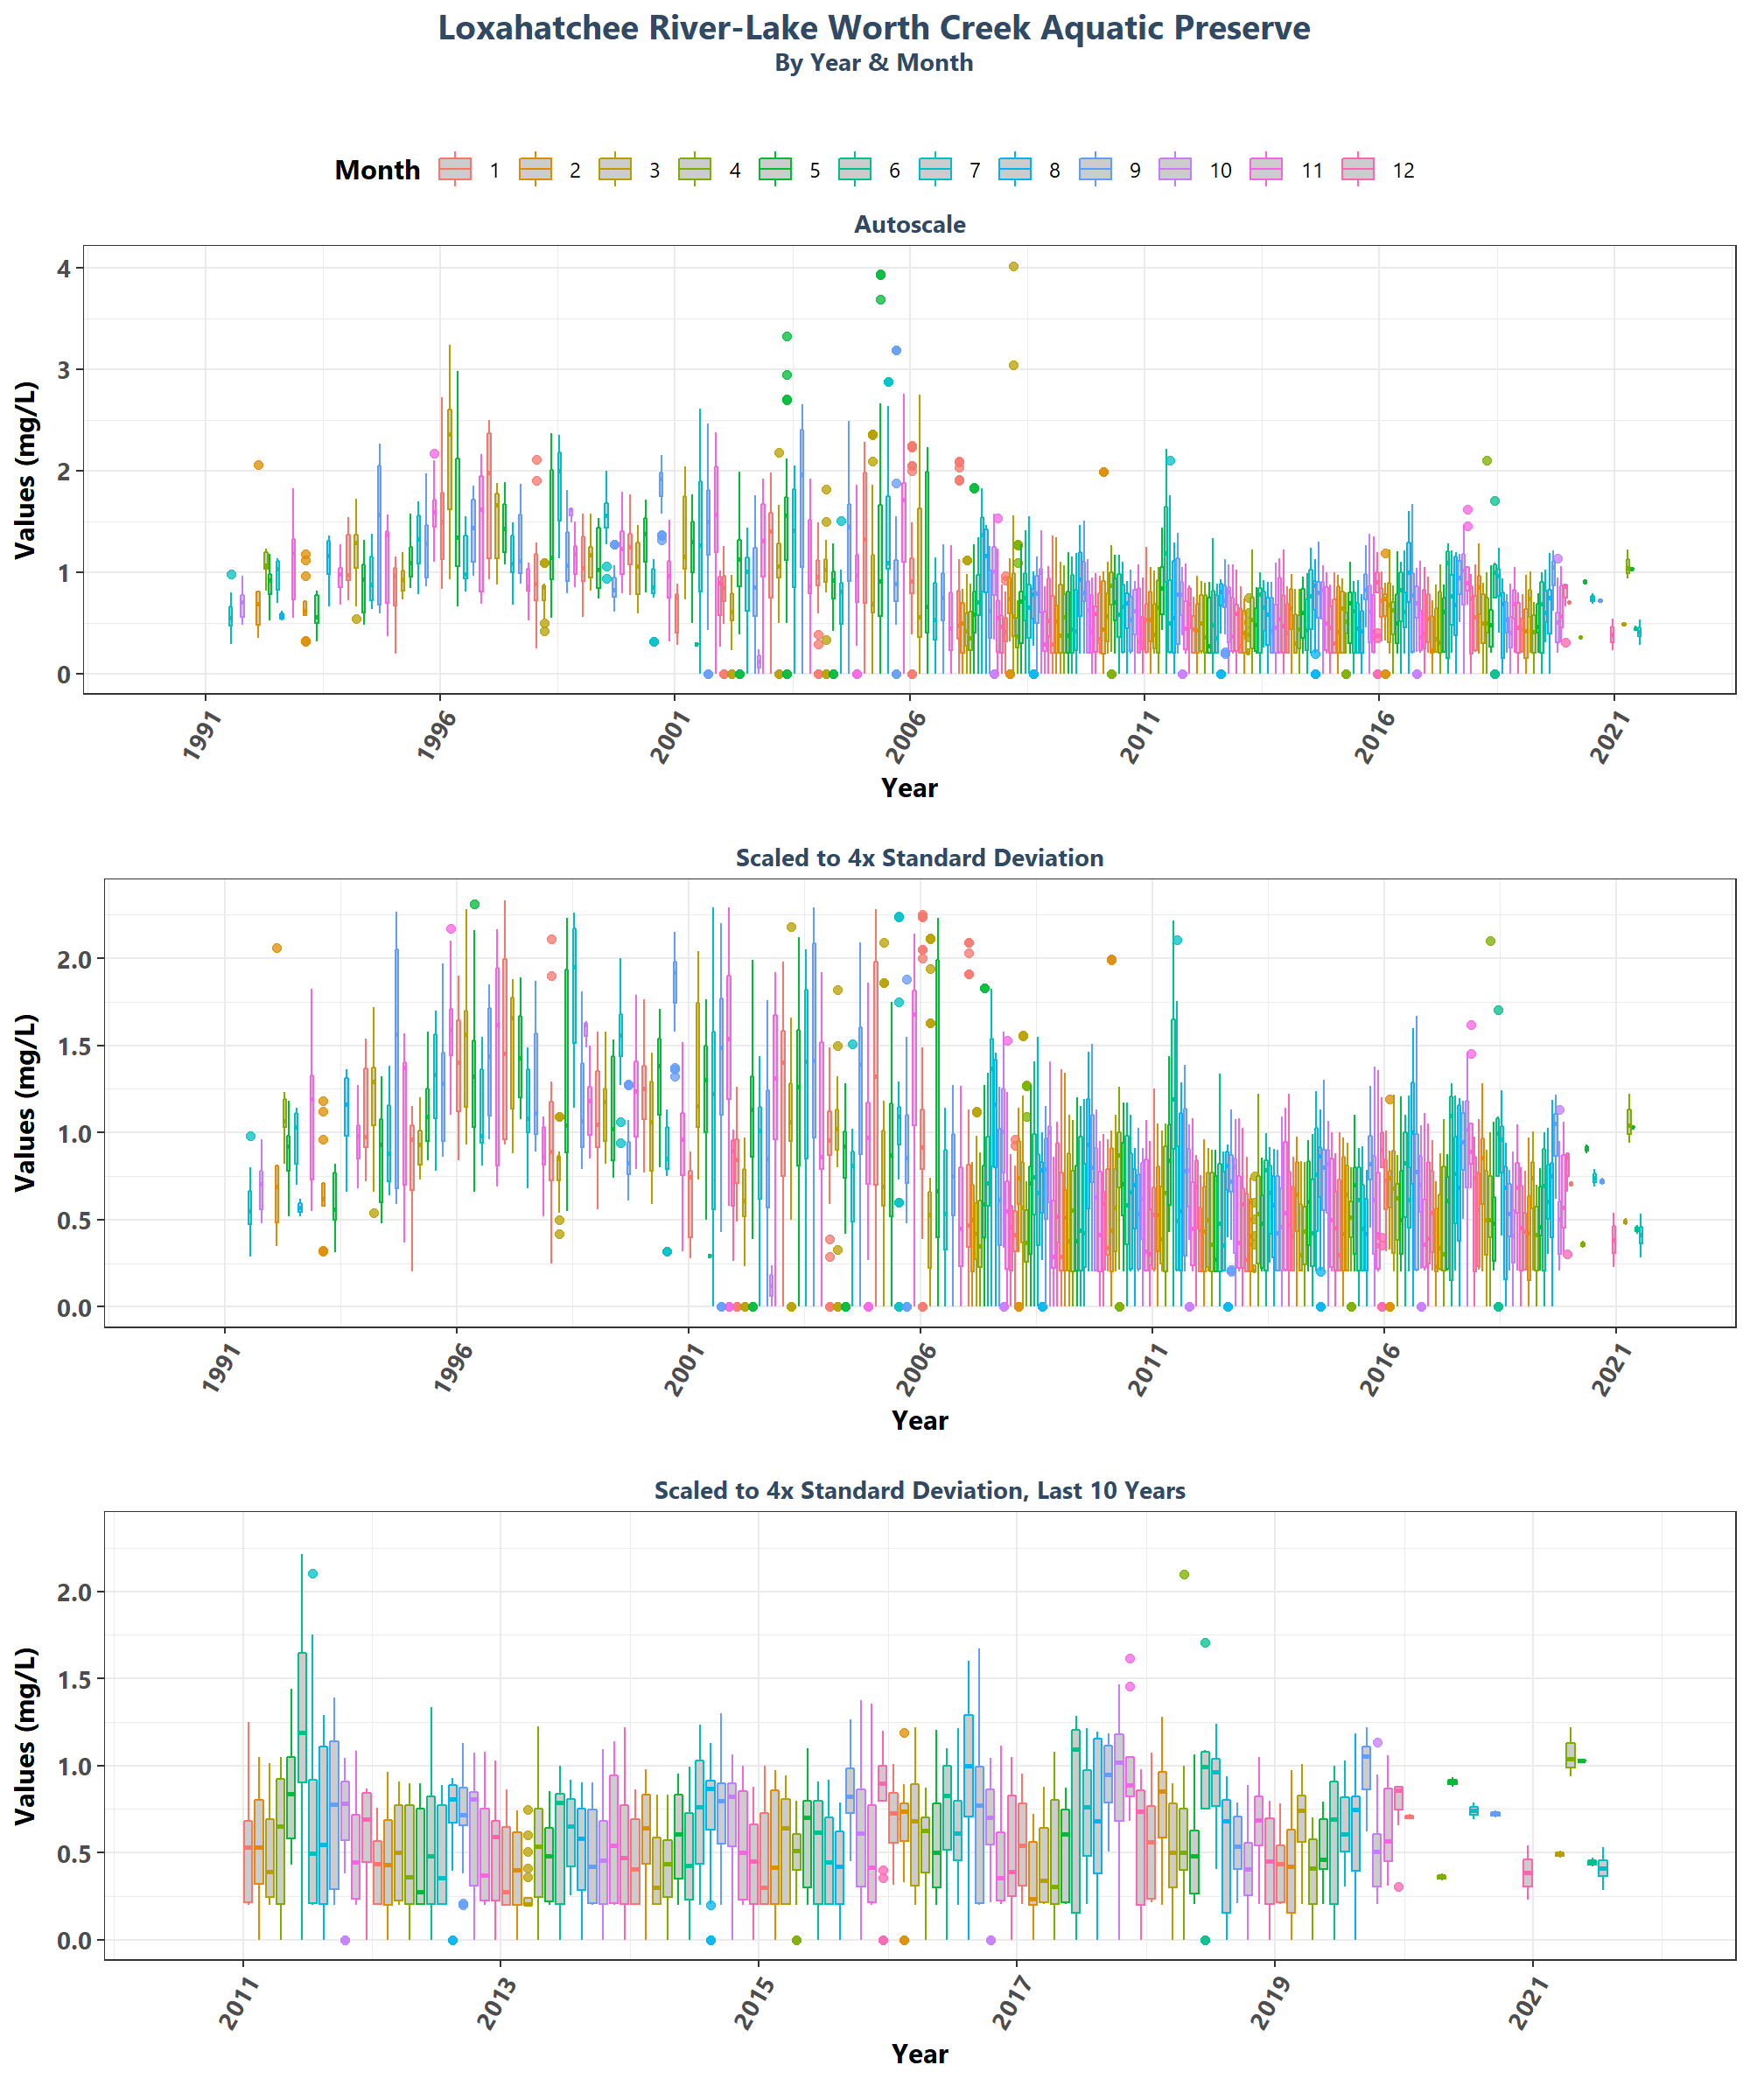 Loxahatchee River-Lake Worth Creek Aquatic Preserve
By Year & Month
Month 1 2 3 4 5 6 7 8 9 10 11 12
Autoscale
Values (mg/L)
4
3
2
1
0
1991 1996 2001 2006 2011 2016 2021
Year
Scaled to 4x Standard Deviation
Values (mg/L)
2.0
1.5
1.0
0.5
0.0
1991 1996 2001 2006 2011 2016 2021
Year
Scaled to 4x Standard Deviation, Last 10 Years
Values (mg/L)
2.0
1.5
1.0
0.5
0.0
2011 2013 2015 2017 2019 2021
Year